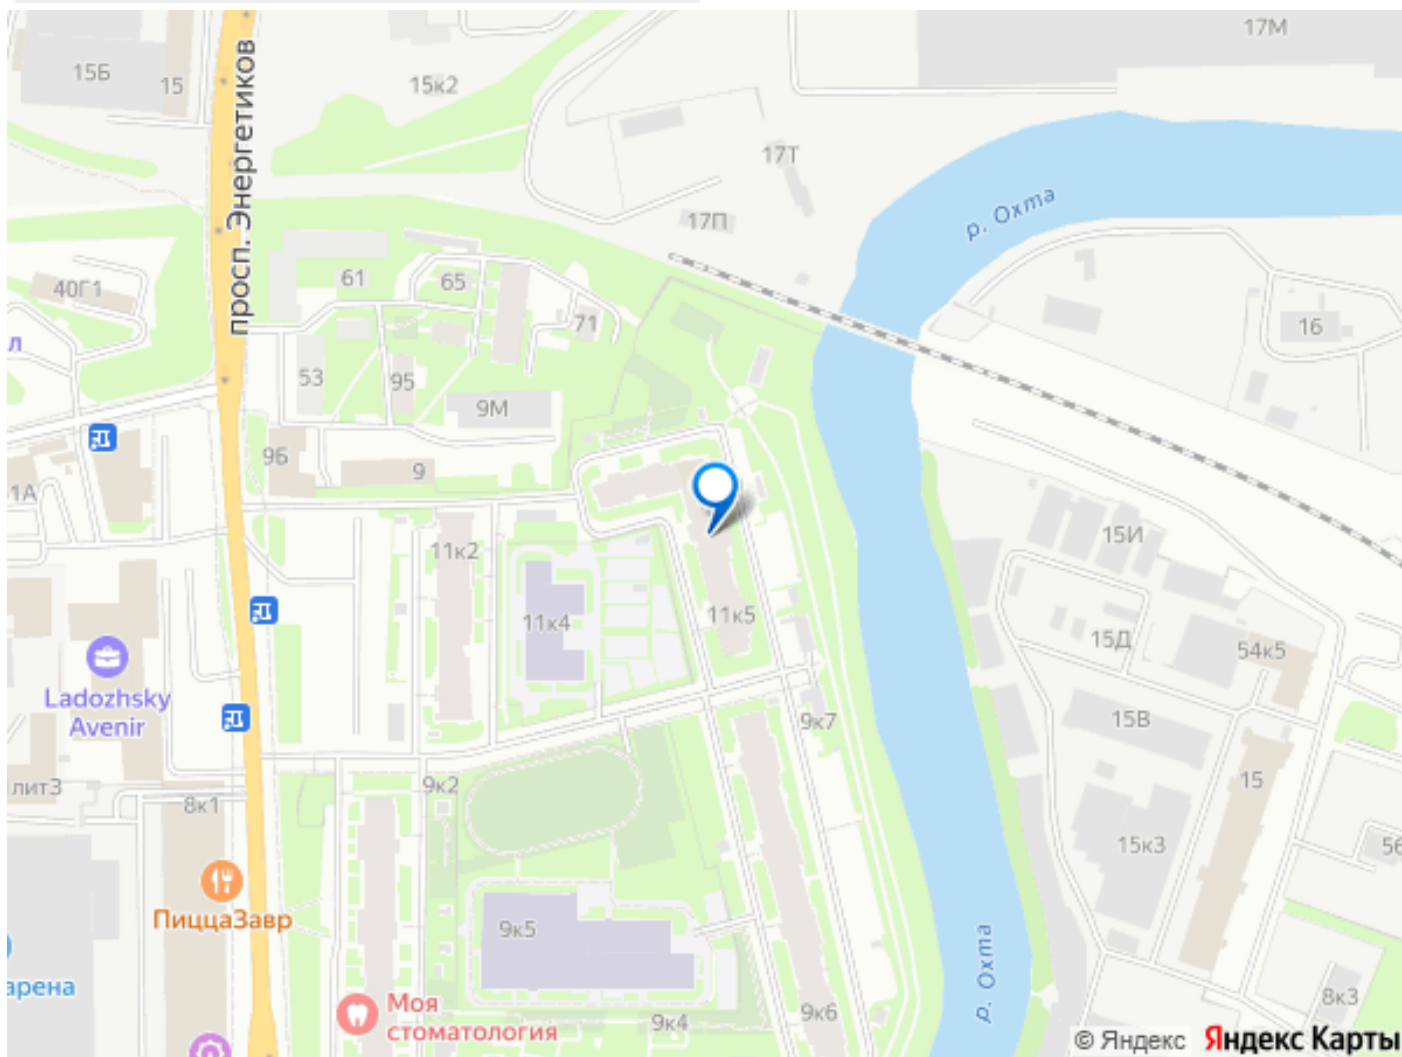 17М
15Б
15
15к2
просп. Энергетиков
17Т
17П
р. Охта
40Г1
61
65
71
16
л
53
95
9М
9Б
9
1А
11к2
15И
11к4
11к5
15Д
54к5
Ladozhsky
Avenir
9к7
15В
лит3
8к1
9к2
15
15к3
56
ПиццаЗавр
9к5
р. Охта
арена
Моя
стоматология
9к4
9к6
8к3
© Яндекс Яндекс Карты